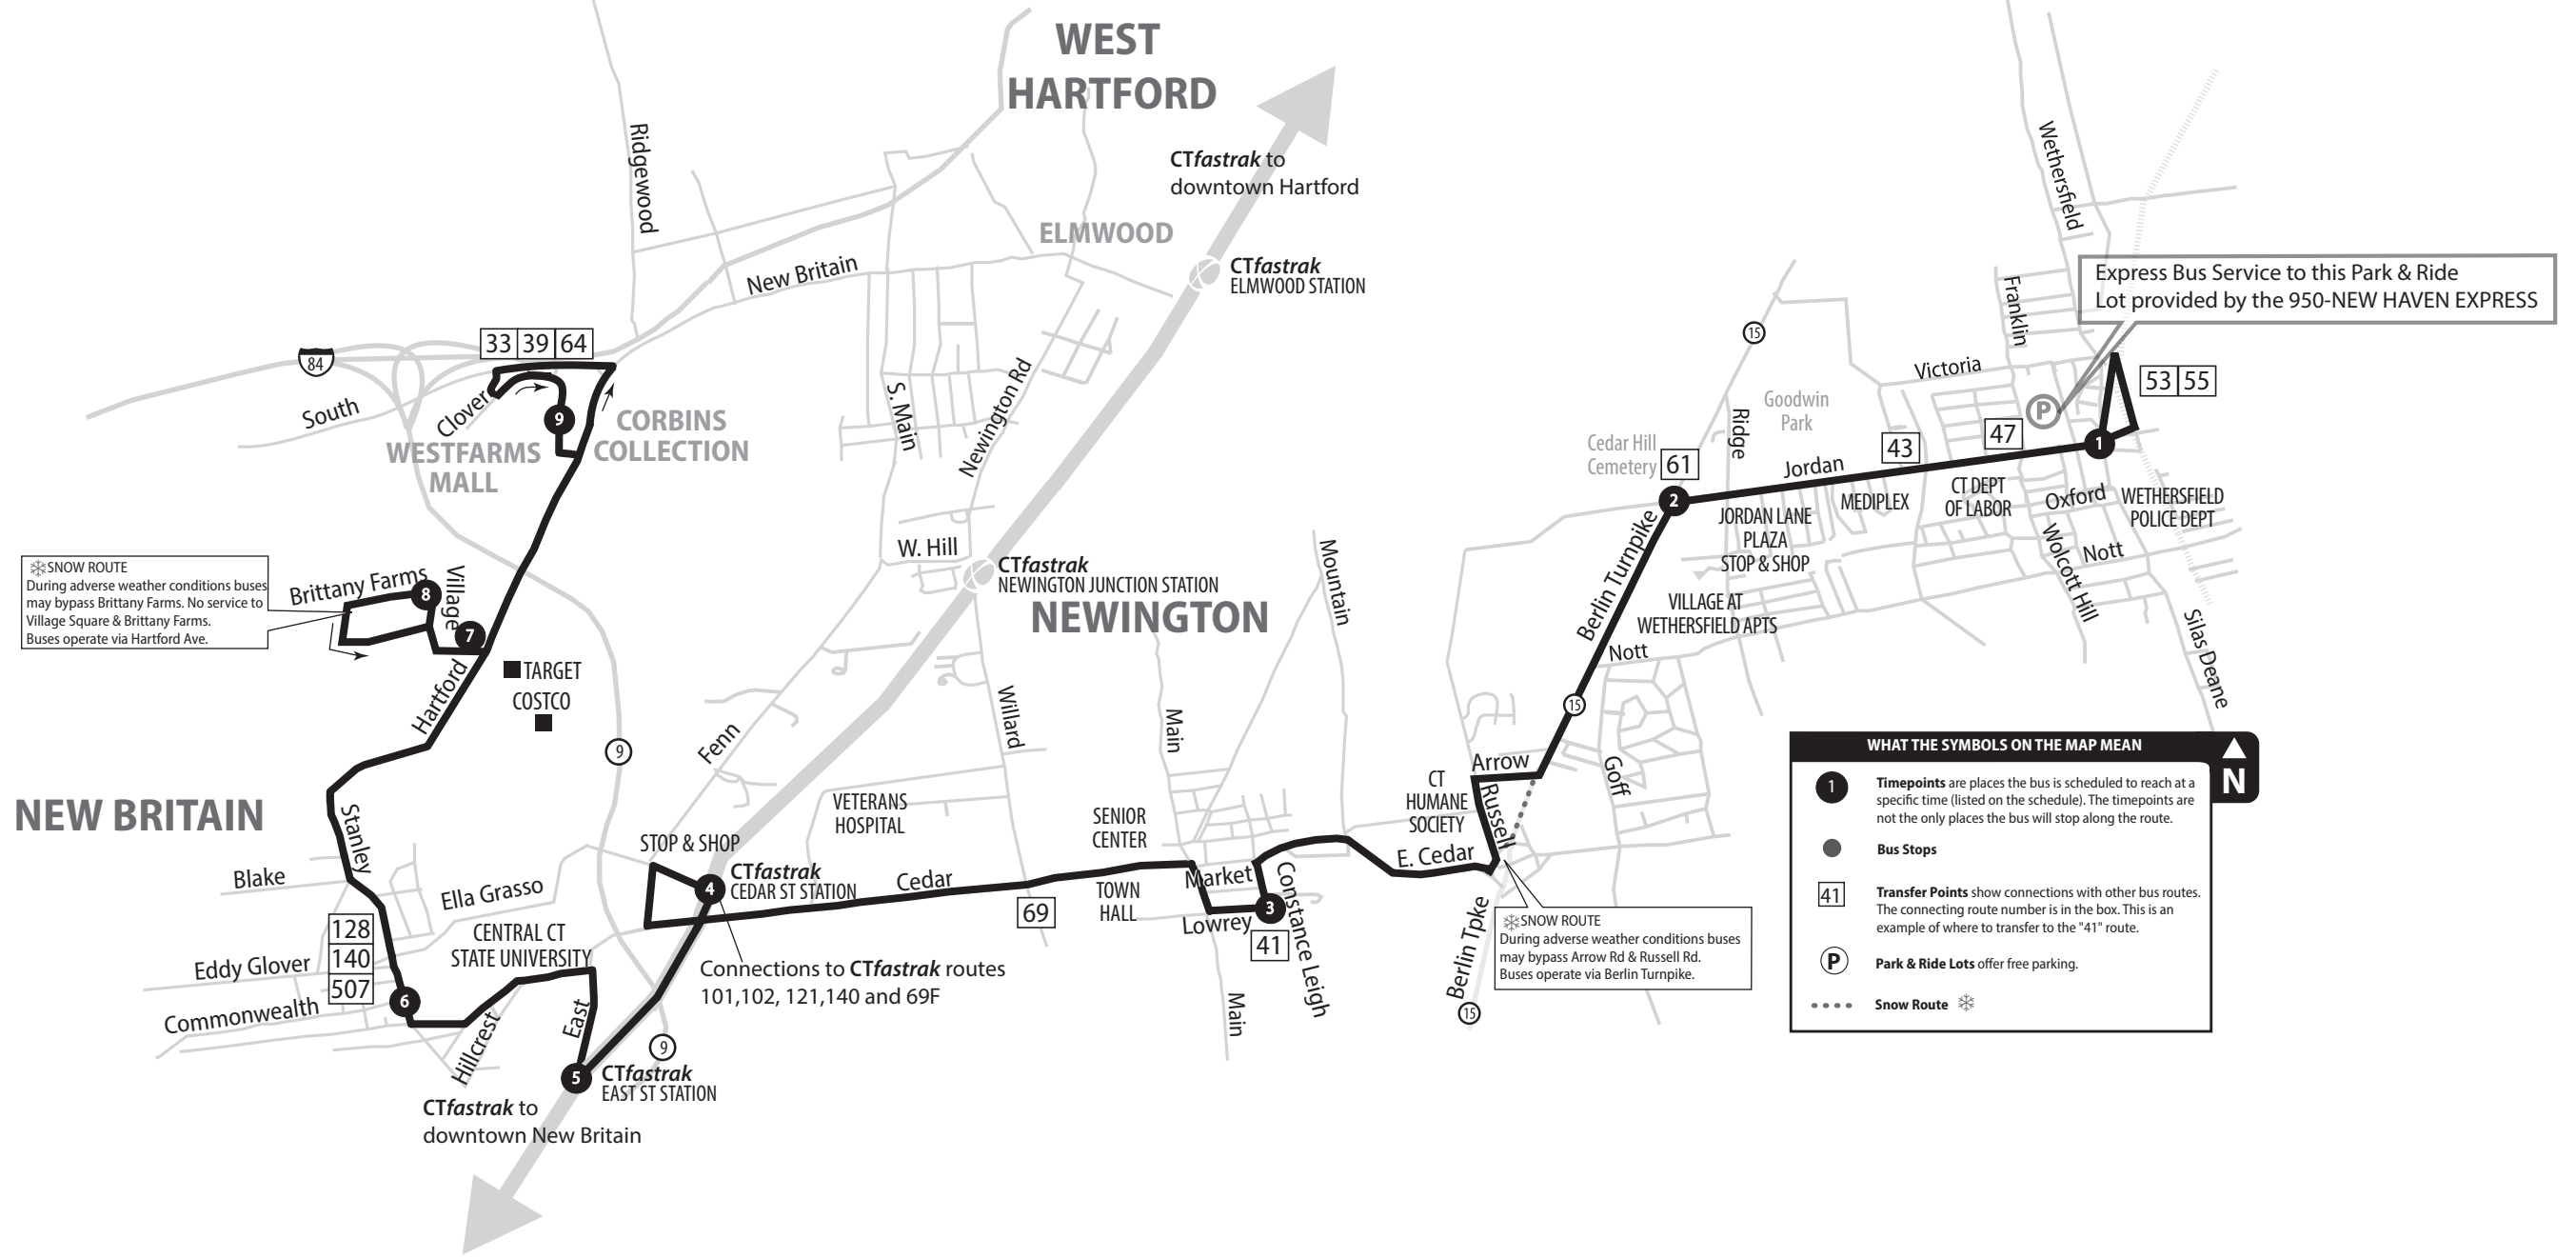 WEST
HARTFORD
CTfastrak to
downtown Hartford
Ridgewood
Wethersfield
ELMWOOD
CTfastrak
ELMWOOD STATION
New Britain
Express Bus Service to this Park & Ride
Lot provided by the 950-NEW HAVEN EXPRESS
Franklin
15
33 39 64
84
Victoria
53 55
South
Clover
9
CORBINS
COLLECTION
WESTFARMS
MALL
S. Main
Newington Rd
Goodwin
Park
Ridge
P
Cedar Hill
Cemetery
61
43
47
1
Jordan
2
MEDIPLEX
CT DEPT
OF LABOR
Oxford
WETHERSFIELD
POLICE DEPT
JORDAN LANE
PLAZA
STOP & SHOP
Wolcott Hill
Nott
Berlin Turnpike
W. Hill
CTfastrak
NEWINGTON JUNCTION STATION
NEWINGTON
Mountain
SNOW ROUTE
During adverse weather conditions buses
may bypass Brittany Farms. No service to
Village Square & Brittany Farms.
Buses operate via Hartford Ave.
Brittany Farms
8
Village
7
VILLAGE AT
WETHERSFIELD APTS
Nott
Silas Deane
TARGET
COSTCO
Hartford
Willard
Main
15
Fenn
9
Arrow
Goff
CT
HUMANE
SOCIETY
Russell
NEW BRITAIN
Stanley
VETERANS
HOSPITAL
SENIOR
CENTER
STOP & SHOP
4
CTfastrak
CEDAR ST STATION
Cedar
E. Cedar
Blake
Ella Grasso
TOWN
HALL
Market
Lowrey
3
Constance Leigh
69
41
128
140
507
CENTRAL CT
STATE UNIVERSITY
Eddy Glover
Commonwealth
6
Connections to CTfastrak routes
101,102, 121,140 and 69F
Berlin Tpke
15
SNOW ROUTE
During adverse weather conditions buses
may bypass Arrow Rd & Russell Rd.
Buses operate via Berlin Turnpike.
Main
East
Hillcrest
9
5
CTfastrak
EAST ST STATION
CTfastrak to
downtown New Britain
WHAT THE SYMBOLS ON THE MAP MEAN
N
1
Timepoints are places the bus is scheduled to reach at a
specific time (listed on the schedule). The timepoints are
not the only places the bus will stop along the route.
Bus Stops
41
Transfer Points show connections with other bus routes.
The connecting route number is in the box. This is an
example of where to transfer to the "41" route.
P
Park & Ride Lots offer free parking.
Snow Route